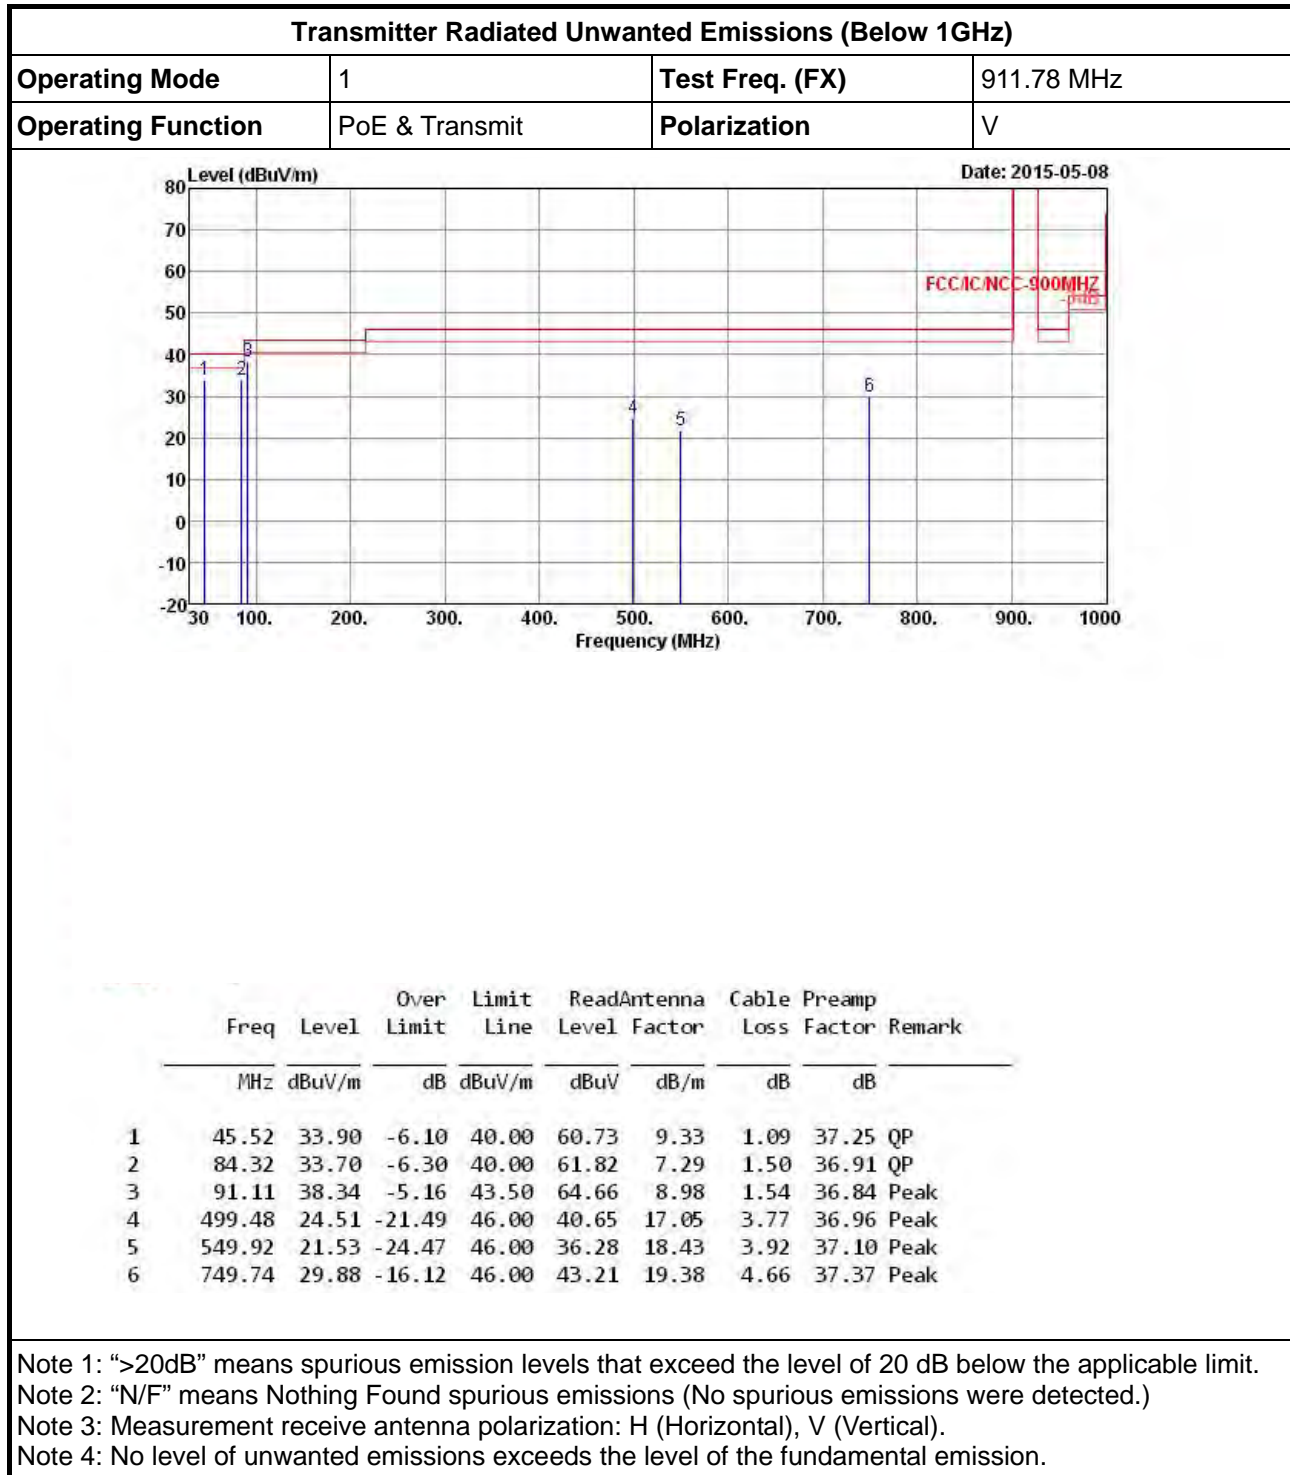 Transmitter Radiated Unwanted Emissions (Below 1GHz)
Operating Mode 1 Test Freq. (FX) 911.78 MHz
Operating Function PoE & Transmit Polarization V
Level (dBuV/m) Date: 2015-05-08
80
70
60
FCC/IC/NCC-900MHZ
50
40
30
20
10
0
-10
-20
1 2 3 4 5 6
30 100. 200. 300. 400. 500. 600. 700. 800. 900. 1000
Frequency (MHz)
Over Limit ReadAntenna Cable Preamp
Freq Level Limit Line Level Factor Loss Factor Remark
MHz dBuV/m dB dBuV/m dBuV dB/m dB dB
1 45.52 33.90 -6.10 40.00 60.73 9.33 1.09 37.25 QP
2 84.32 33.70 -6.30 40.00 61.82 7.29 1.50 36.91 QP
3 91.11 38.34 -5.16 43.50 64.66 8.98 1.54 36.84 Peak
4 499.48 24.51 -21.49 46.00 40.65 17.05 3.77 36.96 Peak
5 549.92 21.53 -24.47 46.00 36.28 18.43 3.92 37.10 Peak
6 749.74 29.88 -16.12 46.00 43.21 19.38 4.66 37.37 Peak
Note 1: “>20dB” means spurious emission levels that exceed the level of 20 dB below the applicable limit.
Note 2: “N/F” means Nothing Found spurious emissions (No spurious emissions were detected.)
Note 3: Measurement receive antenna polarization: H (Horizontal), V (Vertical).
Note 4: No level of unwanted emissions exceeds the level of the fundamental emission.